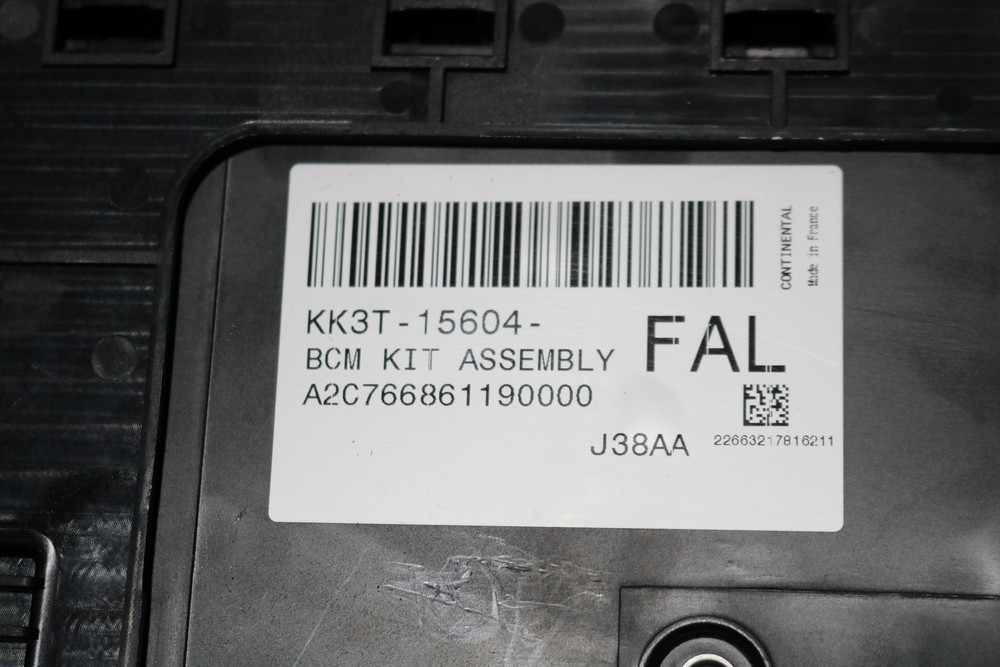 KK3T-15604-
BCM KIT ASSEMBLY
FAL
A2C766861190000
J38AA
22663217816211
CONTINENTAL
Made in France